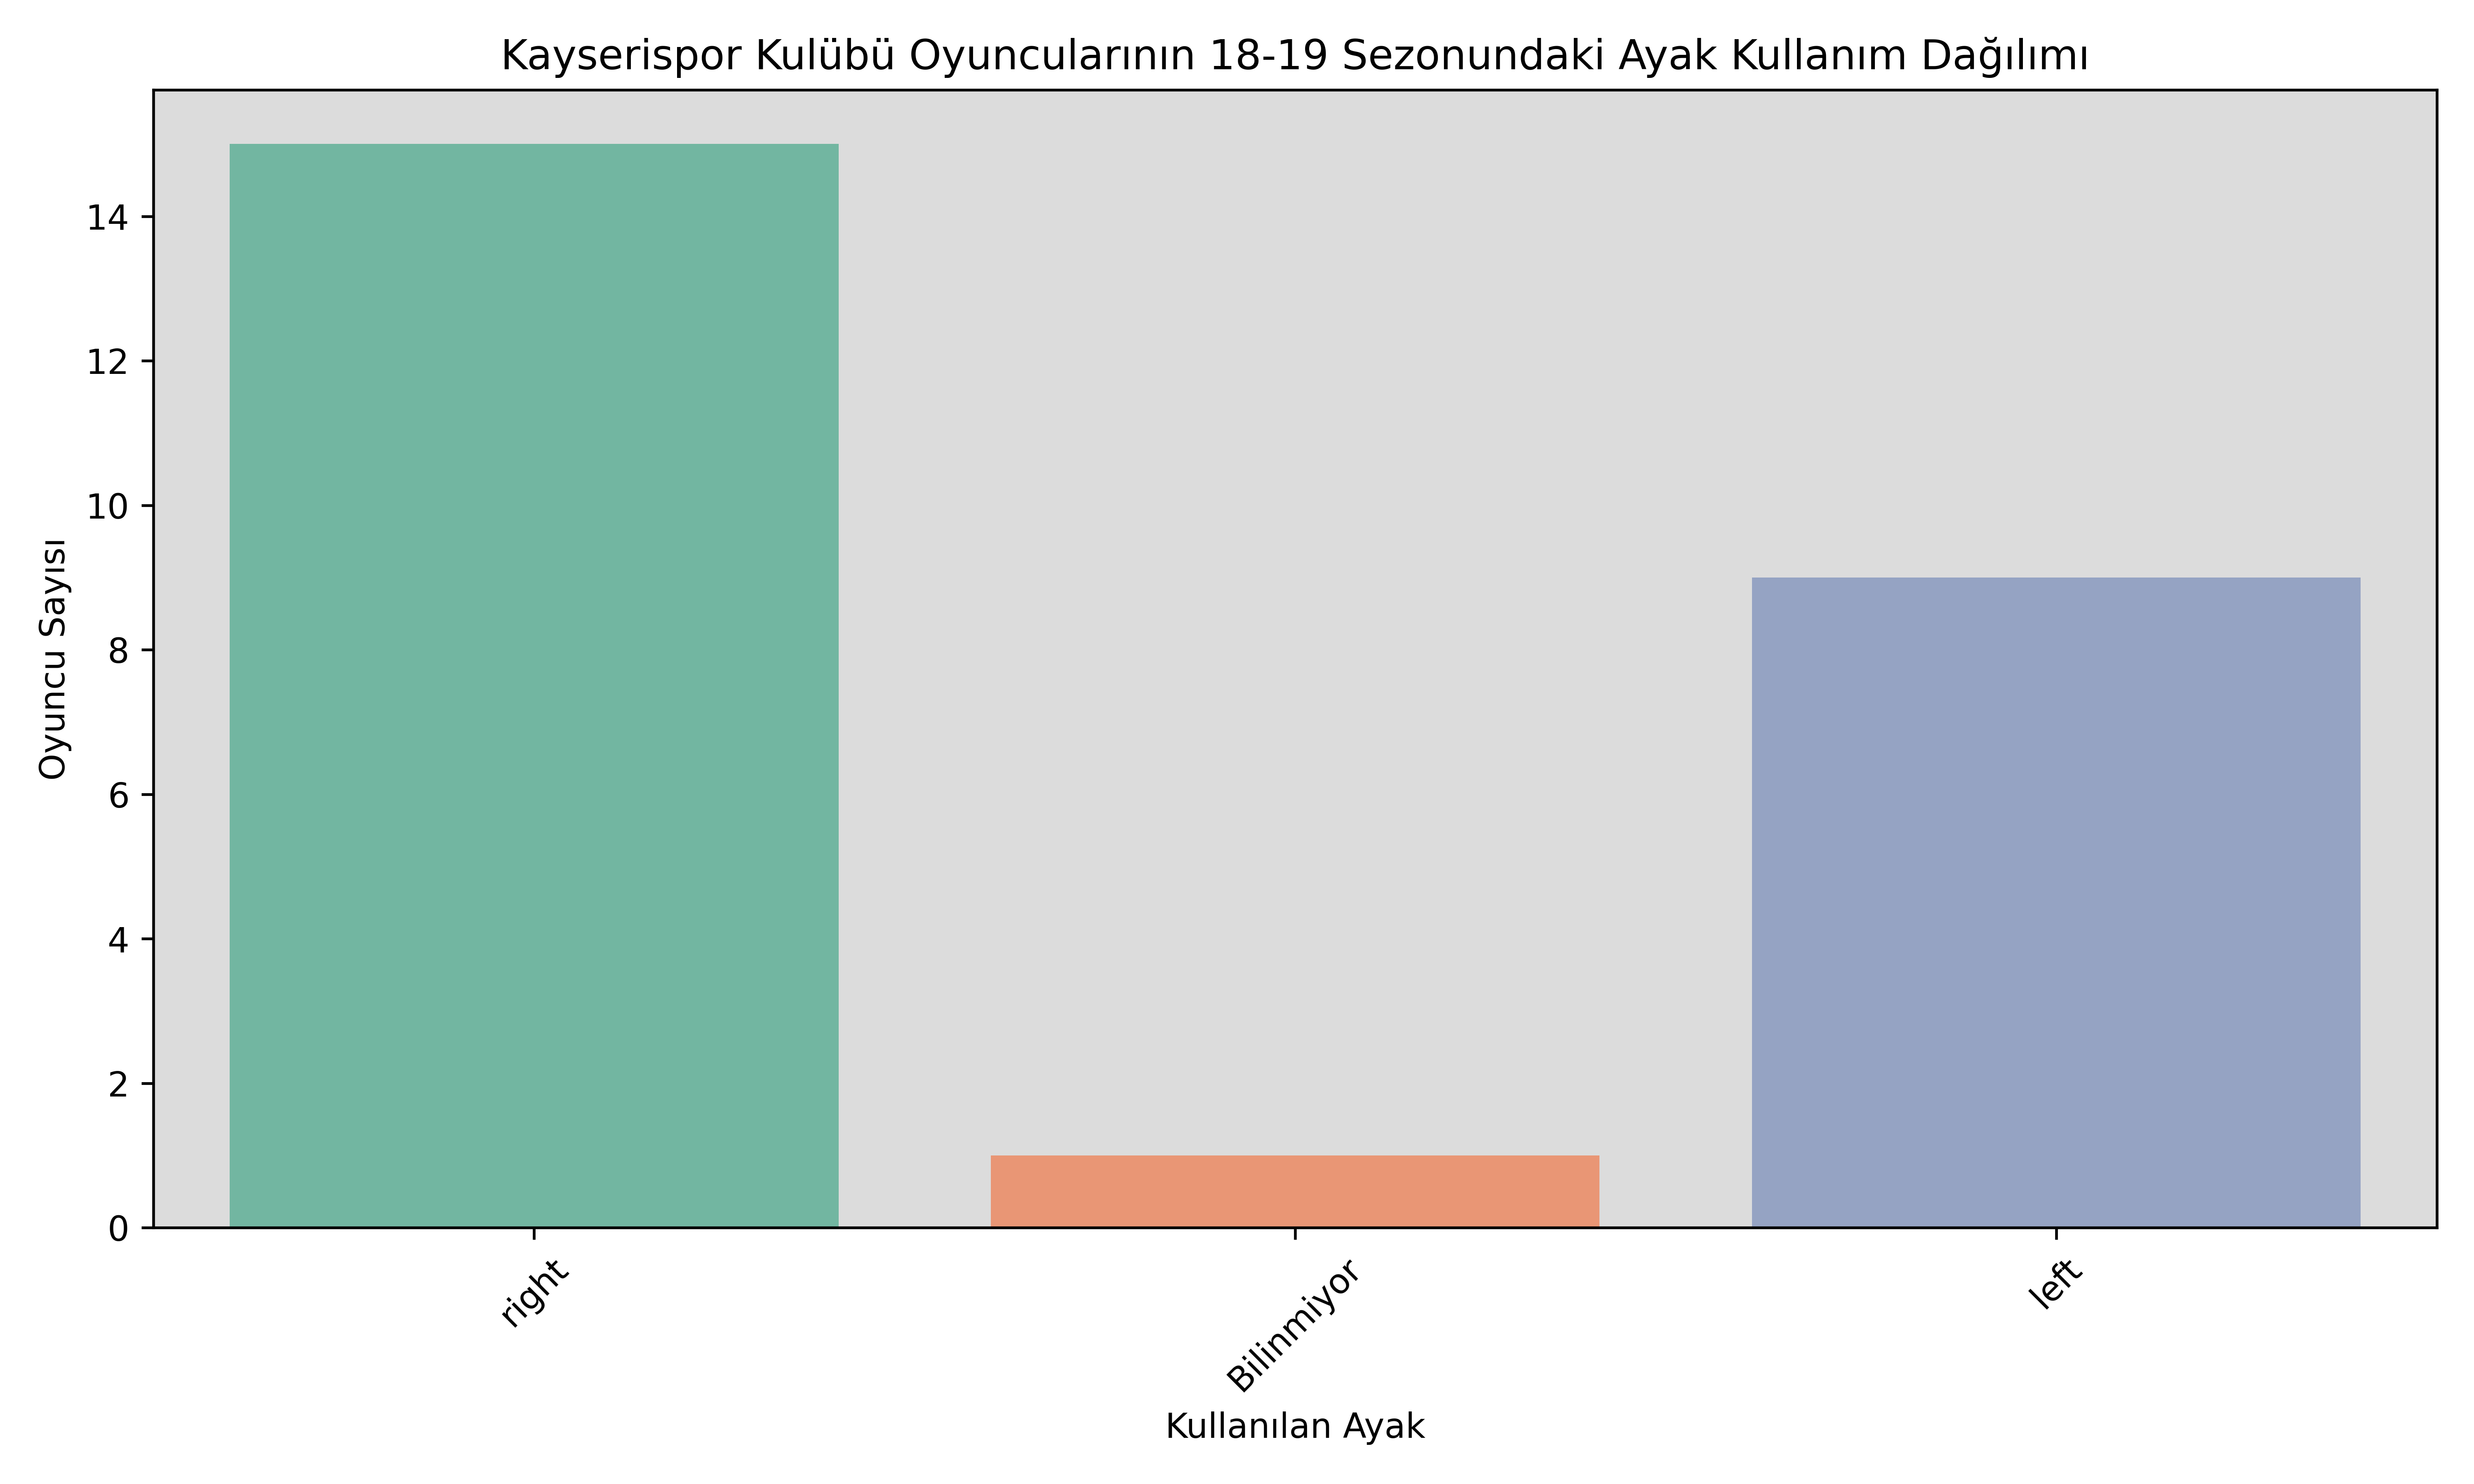 Kayserispor Kulübü Oyuncularının 18-19 Sezonundaki Ayak Kullanım Dağılımı
Oyuncu Sayısı
14
12
10
8
6
4
2
0
right
Bilinmiyor
left
Kullanılan Ayak